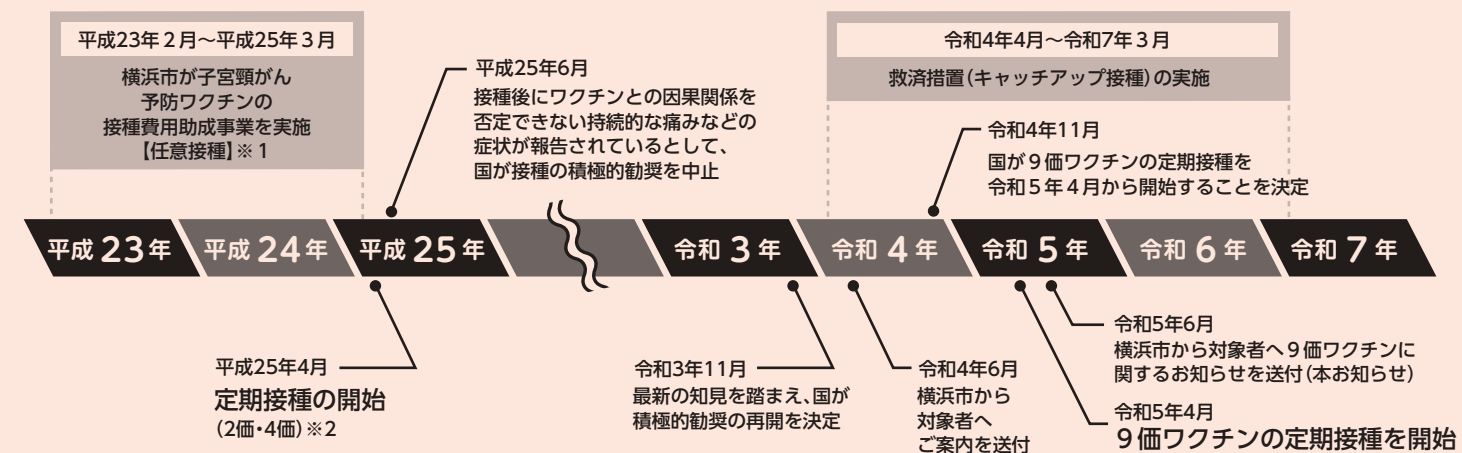 平成23年2月～平成25年3月
横浜市が子宮頸がん
予防ワクチンの
接種費用助成事業を実施
【任意接種】※1
平成25年6月
接種後にワクチンとの因果関係を
否定できない持続的な痛みなどの
症状が報告されているとして、
国が接種の積極的勧奨を中止
令和4年4月～令和7年3月
救済措置（キャッチアップ接種）の実施
令和4年11月
国が9価ワクチンの定期接種を
令和5年4月から開始することを決定
平成23年 平成24年 平成25年 令和3年 令和4年 令和5年 令和6年 令和7年
平成25年4月
定期接種の開始
（2価・4価）※2
令和3年11月
最新の知見を踏まえ、国が
積極的勧奨の再開を決定
令和4年6月
横浜市から
対象者へ
ご案内を送付
令和5年6月
横浜市から対象者へ9価ワクチンに
関するお知らせを送付（本お知らせ）
令和5年4月
9価ワクチンの定期接種を開始